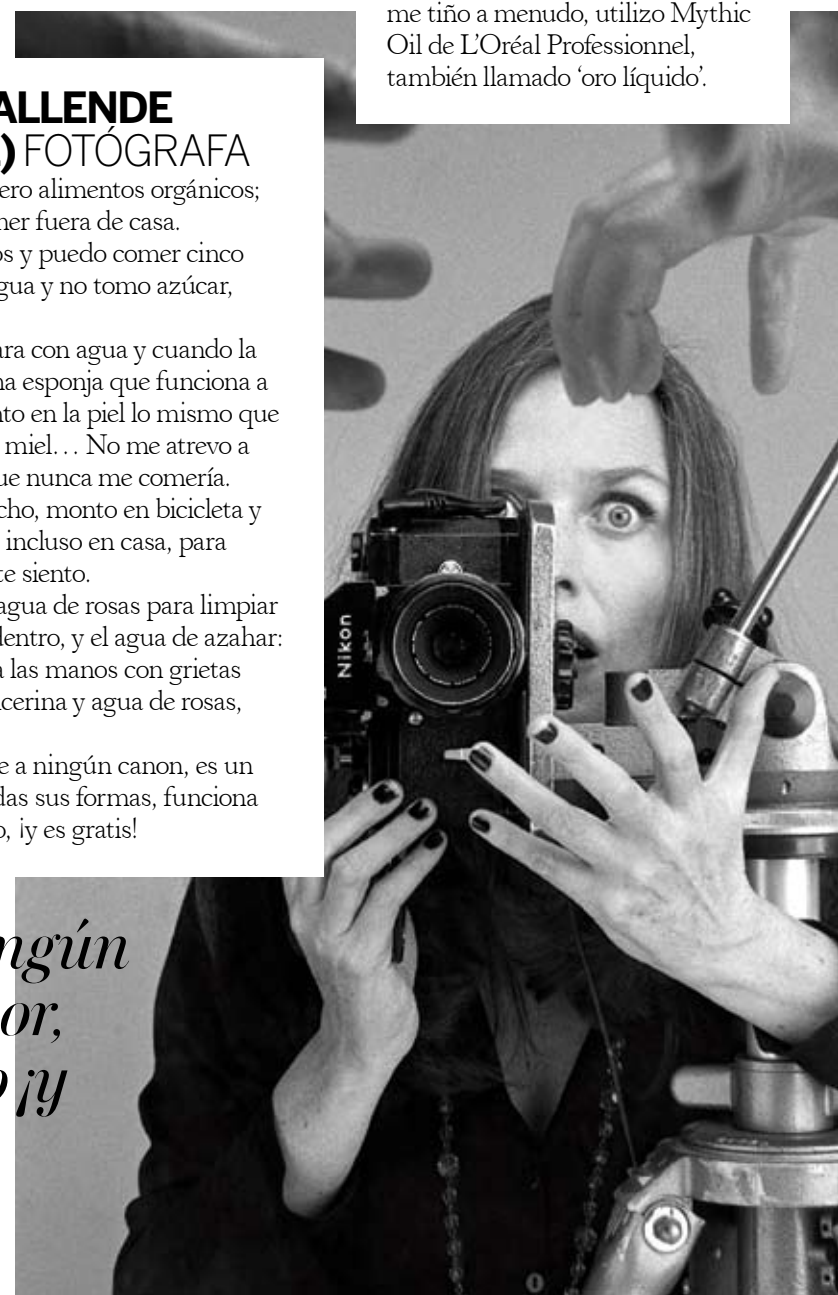 me tiño a menudo, utilizo Mythic
Oil de L'Oréal Professionnel,
también llamado ‘oro líquido’.
ALLENDE
) FOTÓGRAFA
ero alimentos orgánicos;
ner fuera de casa.
os y puedo comer cinco
gua y no tomo azúcar,
ara con agua y cuando la
na esponja que funciona a
nto en la piel lo mismo que
miel… No me atrevo a
ue nunca me comería.
cho, monto en bicicleta y
incluso en casa, para
te siento.
agua de rosas para limpiar
dentro, y el agua de azahar:
a las manos con grietas
icerina y agua de rosas,
e a ningún canon, es un
das sus formas, funciona
o, ¡y es gratis!
ngún
or,
o ¡y
Nikon